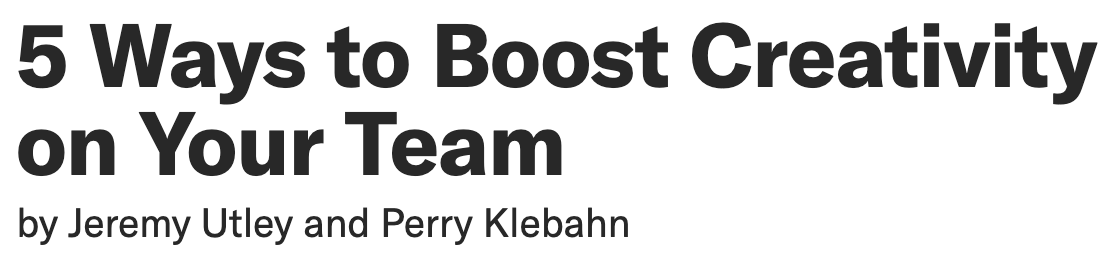 5 Ways to Boost Creativity
on Your Team
by Jeremy Utley and Perry Klebahn